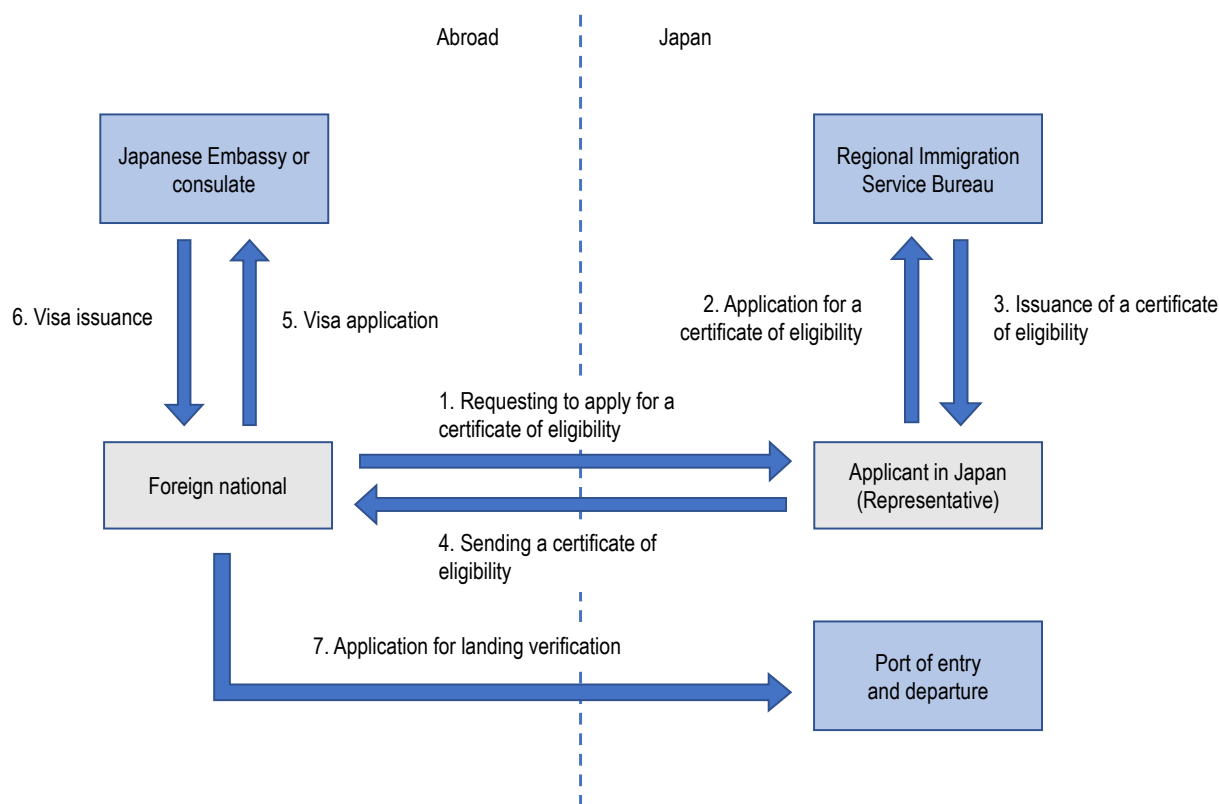 Abroad
Japan
Japanese Embassy or
consulate
Regional Immigration
Service Bureau
6. Visa issuance
5. Visa application
2. Application for a
certificate of eligibility
3. Issuance of a certificate
of eligibility
1. Requesting to apply for a
certificate of eligibility
Foreign national
Applicant in Japan
(Representative)
4. Sending a certificate of
eligibility
7. Application for landing verification
Port of entry
and departure